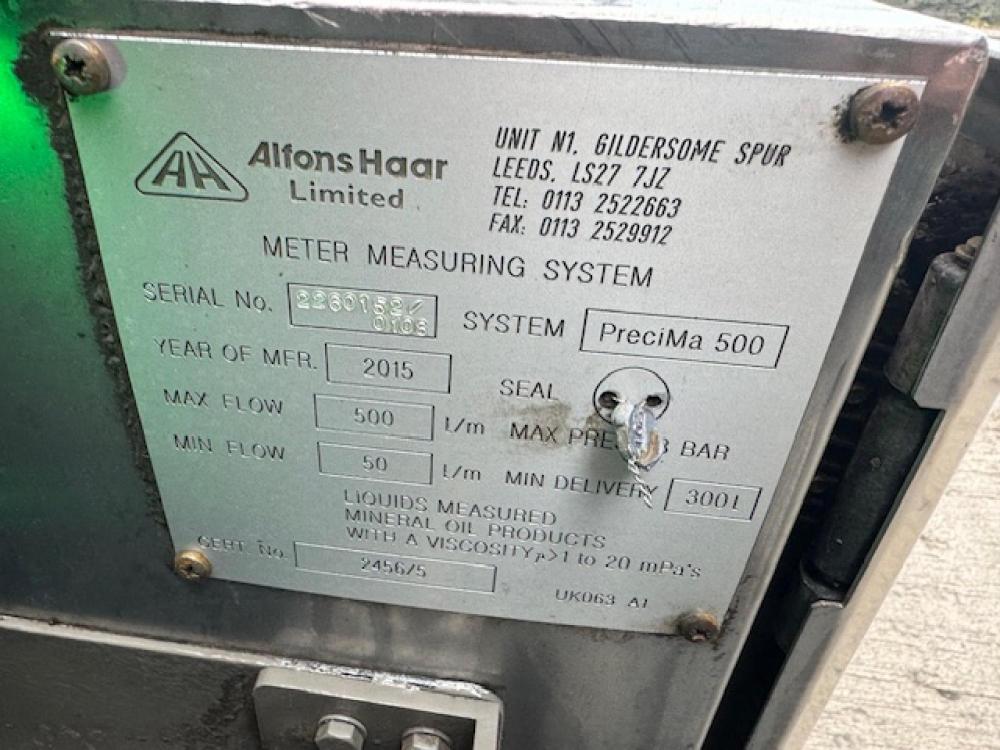 AH
Alfons Haar
Limited
UNIT N1, GILDERSOME SPUR
LEEDS, LS27 7JZ
TEL: 0113 2522663
FAX: 0113 2529912
METER MEASURING SYSTEM
SERIAL No. 2260152/
0106
SYSTEM PreciMa 500
YEAR OF MFR. 2015
SEAL
MAX FLOW 500 L/m
MAX BAR
MIN FLOW 50 L/m
MIN DELIVERY 300 l
LIQUIDS MEASURED
MINERAL OIL PRODUCTS
WITH A VISCOSITY >1 to 20 mPa's
CERT No. 2456/5
UK063 A1